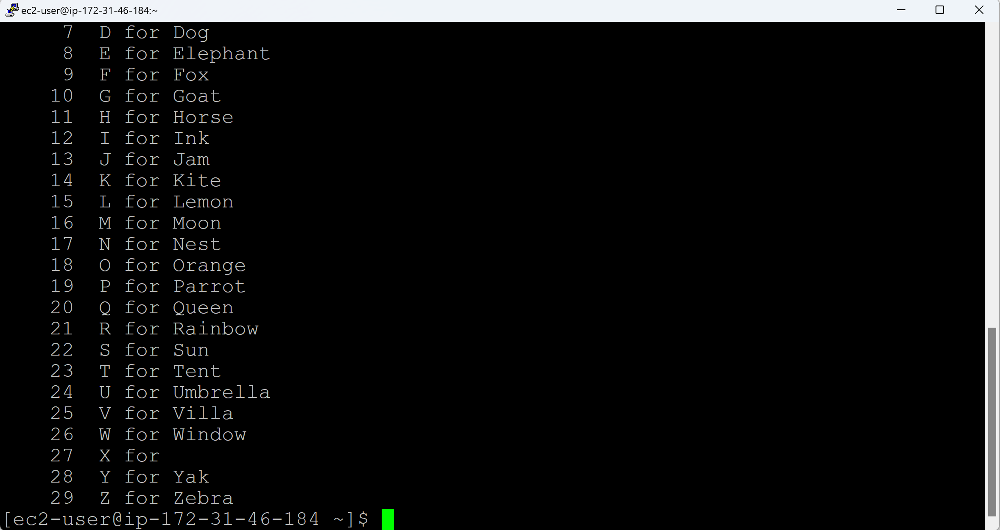 ec2-user@ip-172-31-46-184:~
7 D for Dog
8 E for Elephant
9 F for Fox
10 G for Goat
11 H for Horse
12 I for Ink
13 J for Jam
14 K for Kite
15 L for Lemon
16 M for Moon
17 N for Nest
18 O for Orange
19 P for Parrot
20 Q for Queen
21 R for Rainbow
22 S for Sun
23 T for Tent
24 U for Umbrella
25 V for Villa
26 W for Window
27 X for
28 Y for Yak
29 Z for Zebra
[ec2-user@ip-172-31-46-184 ~]$